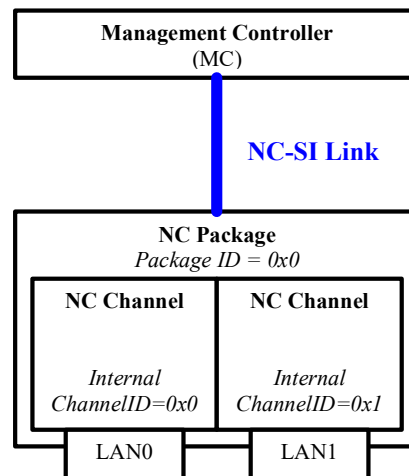 Management Controller
(MC)
NC-SI Link
NC Package
Package ID = 0x0
NC Channel
Internal
ChannelID=0x0
NC Channel
Internal
ChannelID=0x1
LAN0
LAN1